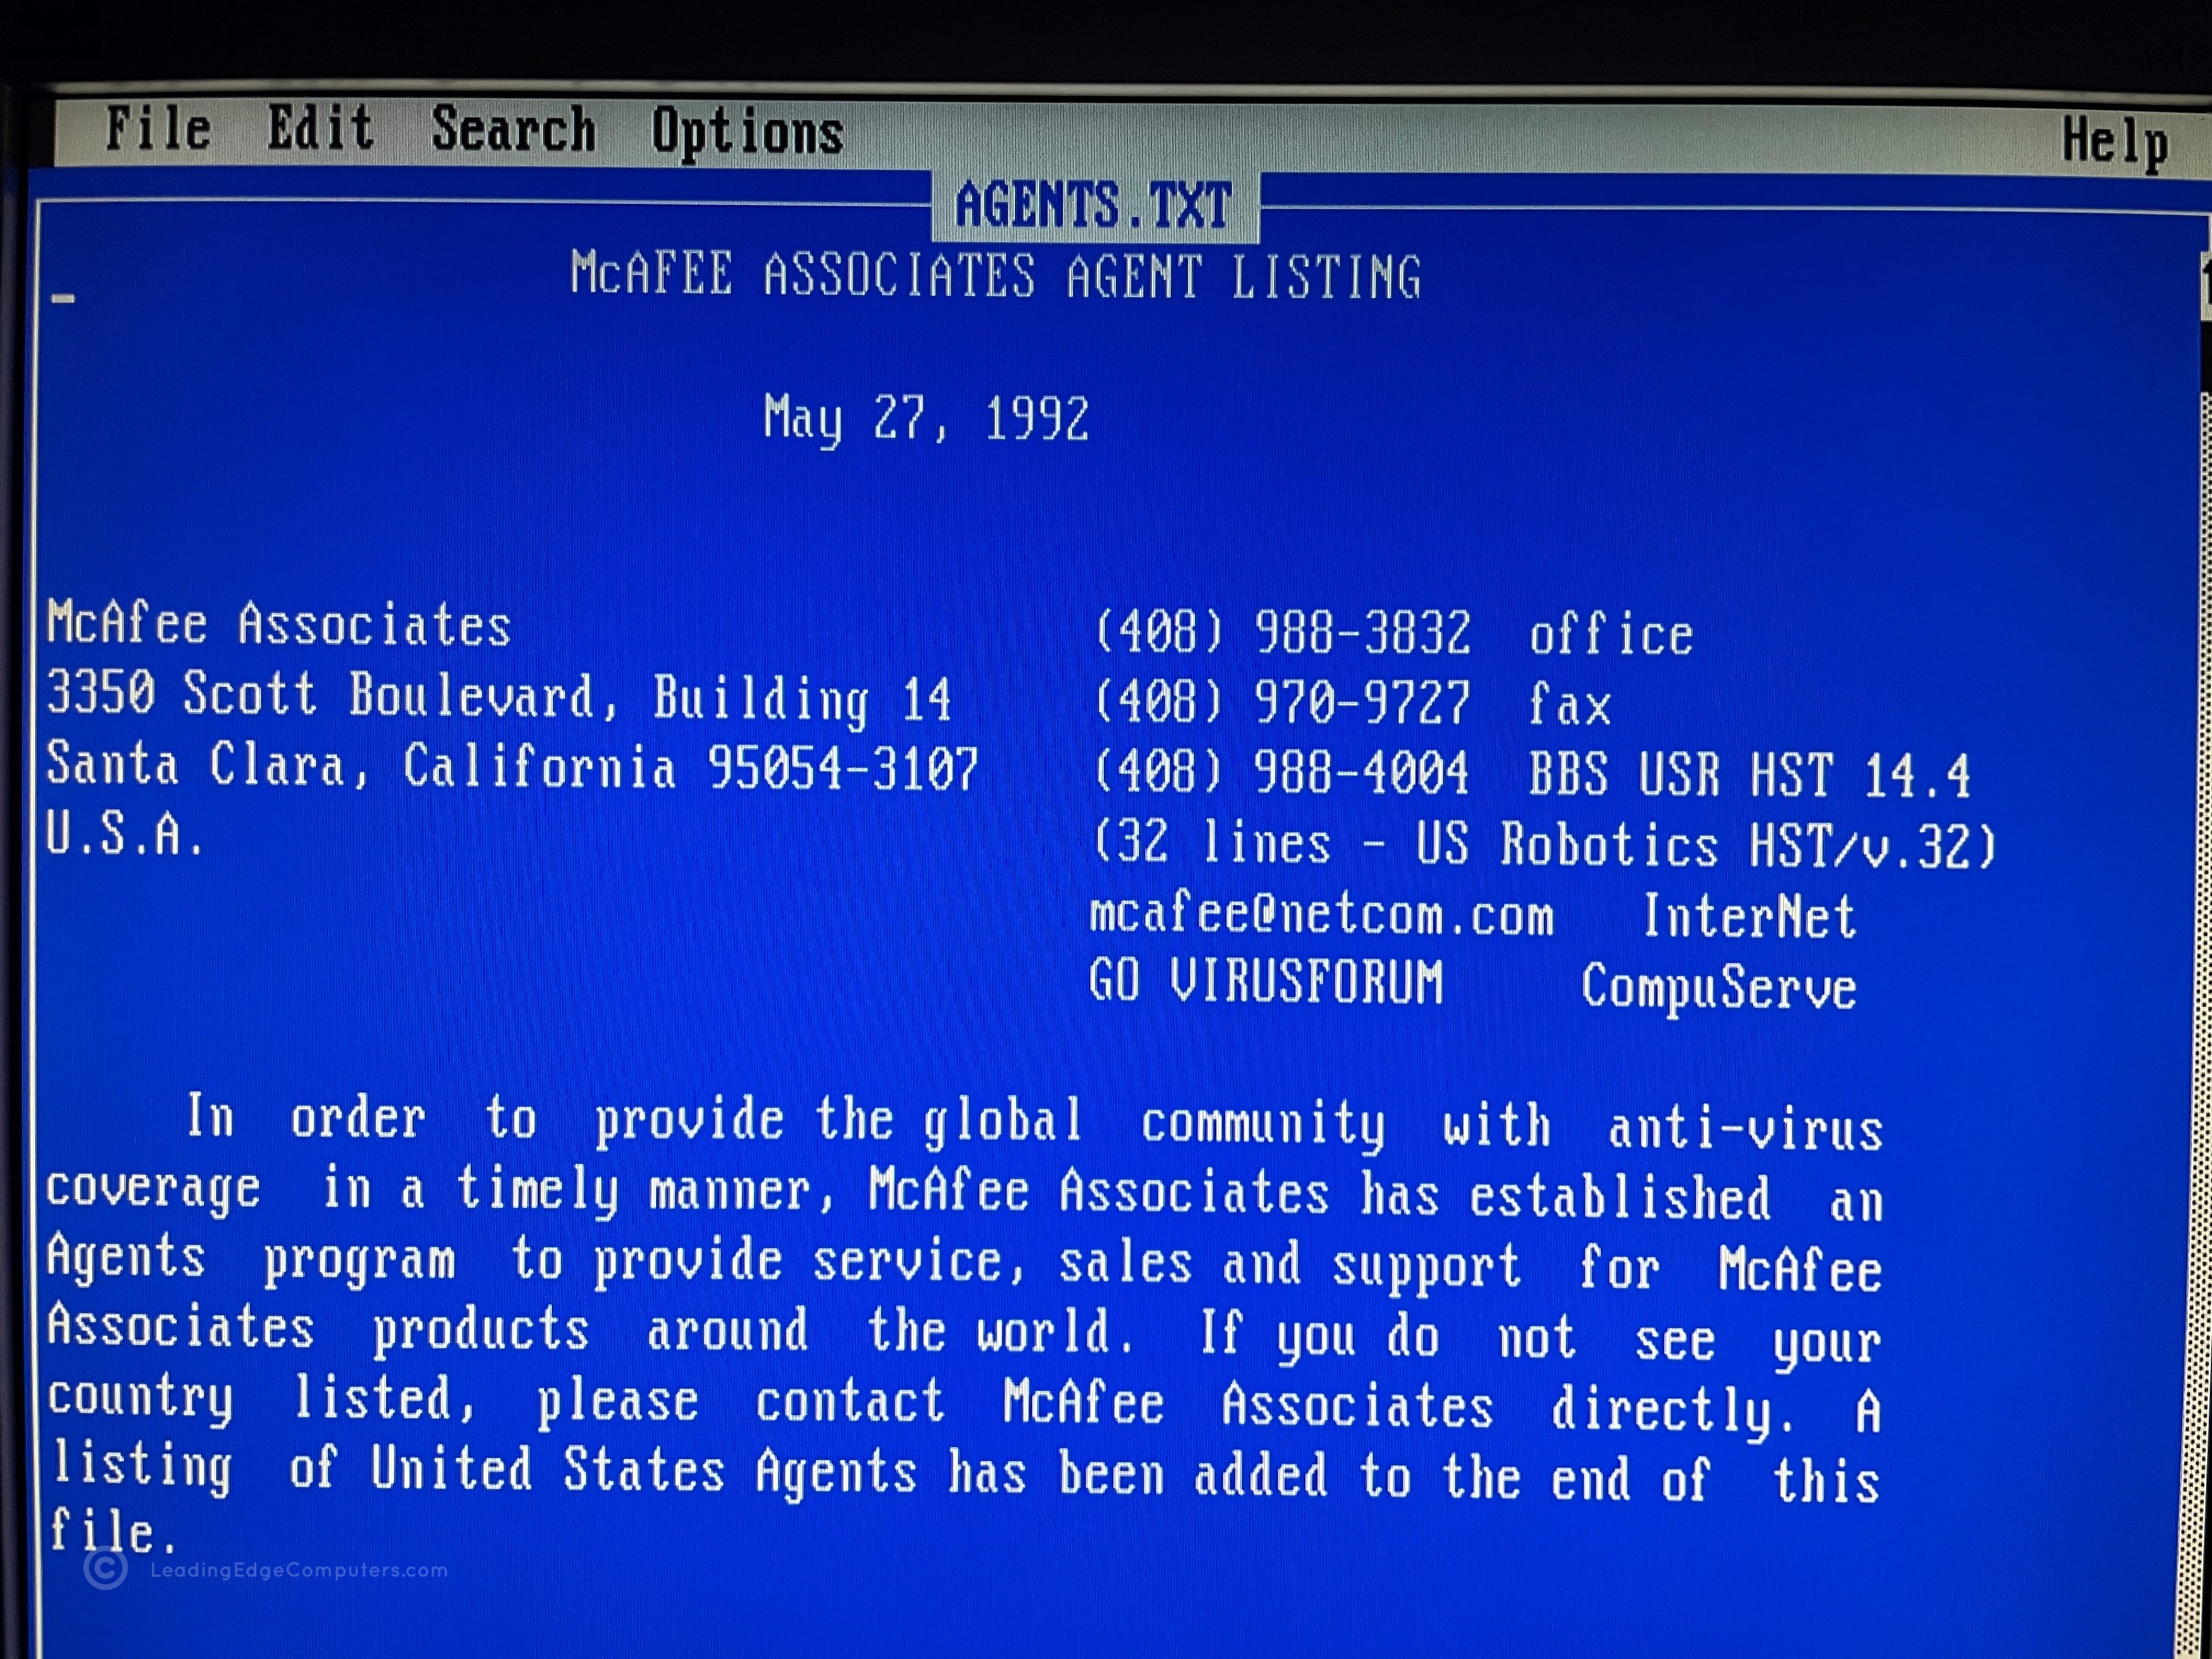 File Edit Search Options Help
AGENTS.TXT
McAFEE ASSOCIATES AGENT LISTING
May 27, 1992
McAfee Associates (408) 988-3832 office
3350 Scott Boulevard, Building 14 (408) 970-9727 fax
Santa Clara, California 95054-3107 (408) 988-4004 BBS USR HST 14.4
U.S.A. (32 lines - US Robotics HST/v.32)
mcafee@netcom.com InterNet
GO VIRUSFORUM CompuServe
In order to provide the global community with anti-virus
coverage in a timely manner, McAfee Associates has established an
Agents program to provide service, sales and support for McAfee
Associates products around the world. If you do not see your
country listed, please contact McAfee Associates directly. A
listing of United States Agents has been added to the end of this
file.
© LeadingEdgeComputers.com